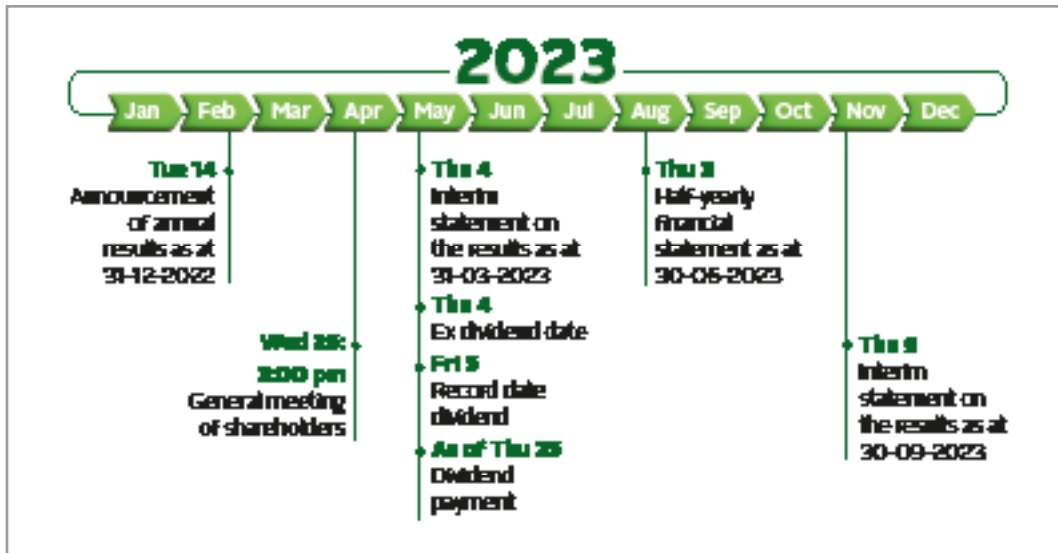 2023
Jan Feb Mar Apr May Jun Jul Aug Sep Oct Nov Dec
Tue 14
Announcement
of annual
results as at
31-12-2022
Wed 26:
pm
General meeting
of shareholders
Thu 4
Interim
statement on
the results as at
31-03-2023
Thu 4
Ex dividend date
Fri 5
Record date
dividend
As of Thu 25
Dividend
payment
Thu 3
Half-yearly
financial
statement as at
30-06-2023
Thu 9
Interim
statement on
the results as at
30-09-2023